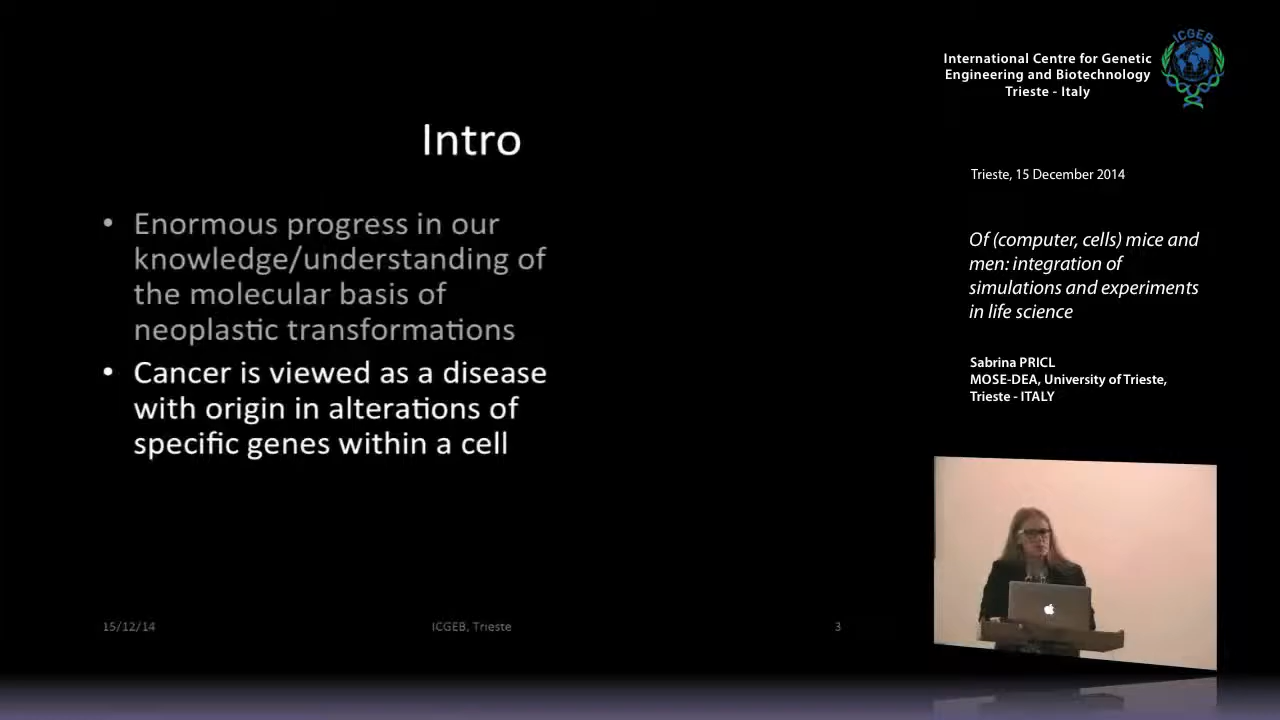 Intro
• Enormous progress in our
knowledge/understanding of
the molecular basis of
neoplastic transformations
• Cancer is viewed as a disease
with origin in alterations of
specific genes within a cell
15/12/14
ICGEB, Trieste
3
International Centre for Genetic
Engineering and Biotechnology
Trieste - Italy
ICGEB
Trieste, 15 December 2014
Of (computer, cells) mice and
men: integration of
simulations and experiments
in life science
Sabrina PRICL
MOSE-DEA, University of Trieste,
Trieste - ITALY